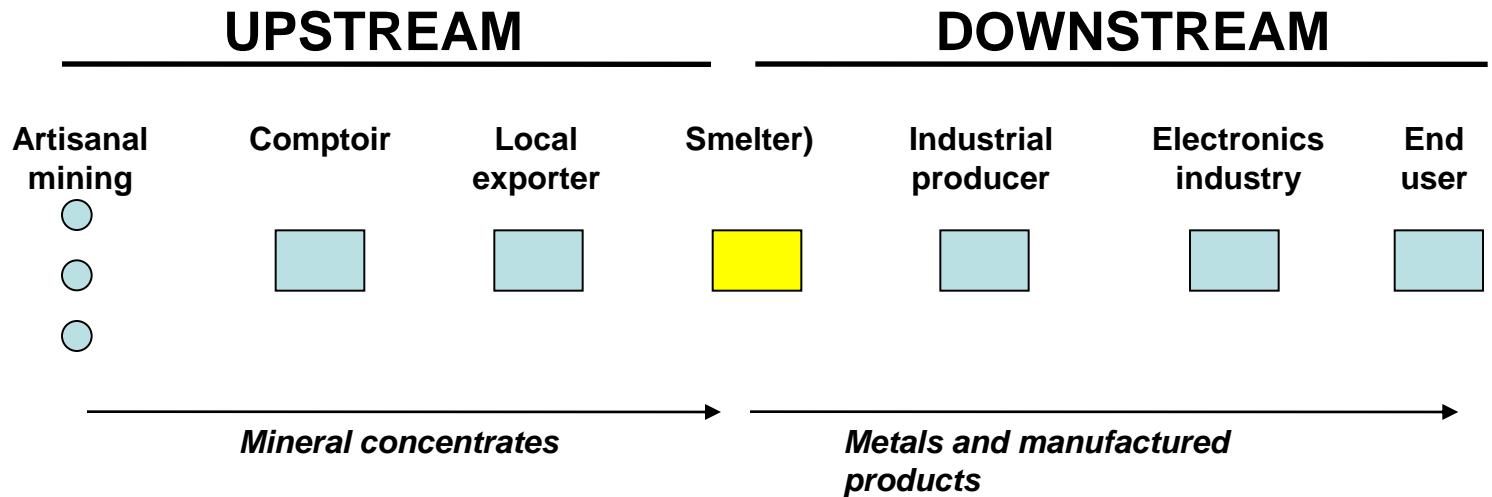 UPSTREAM DOWNSTREAM
Artisanal mining
Comptoir
Local exporter
Smelter)
Industrial producer
Electronics industry
End user
Mineral concentrates
Metals and manufactured
products